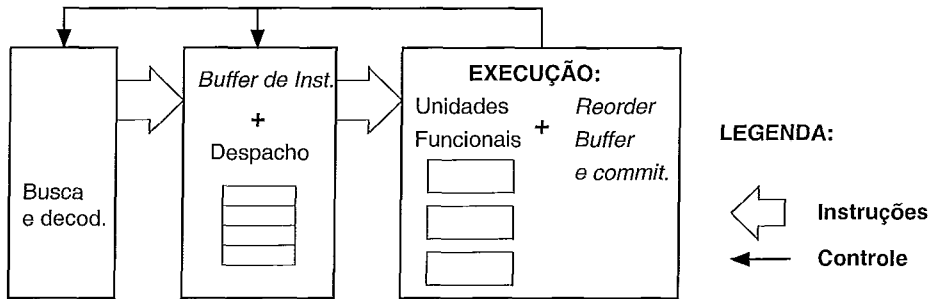 Busca
e decod.
Buffer de Inst.
+
Despacho
EXECUÇÃO:
Unidades
Funcionais
+
Reorder
Buffer
e commit.
LEGENDA:
Instruções
Controle